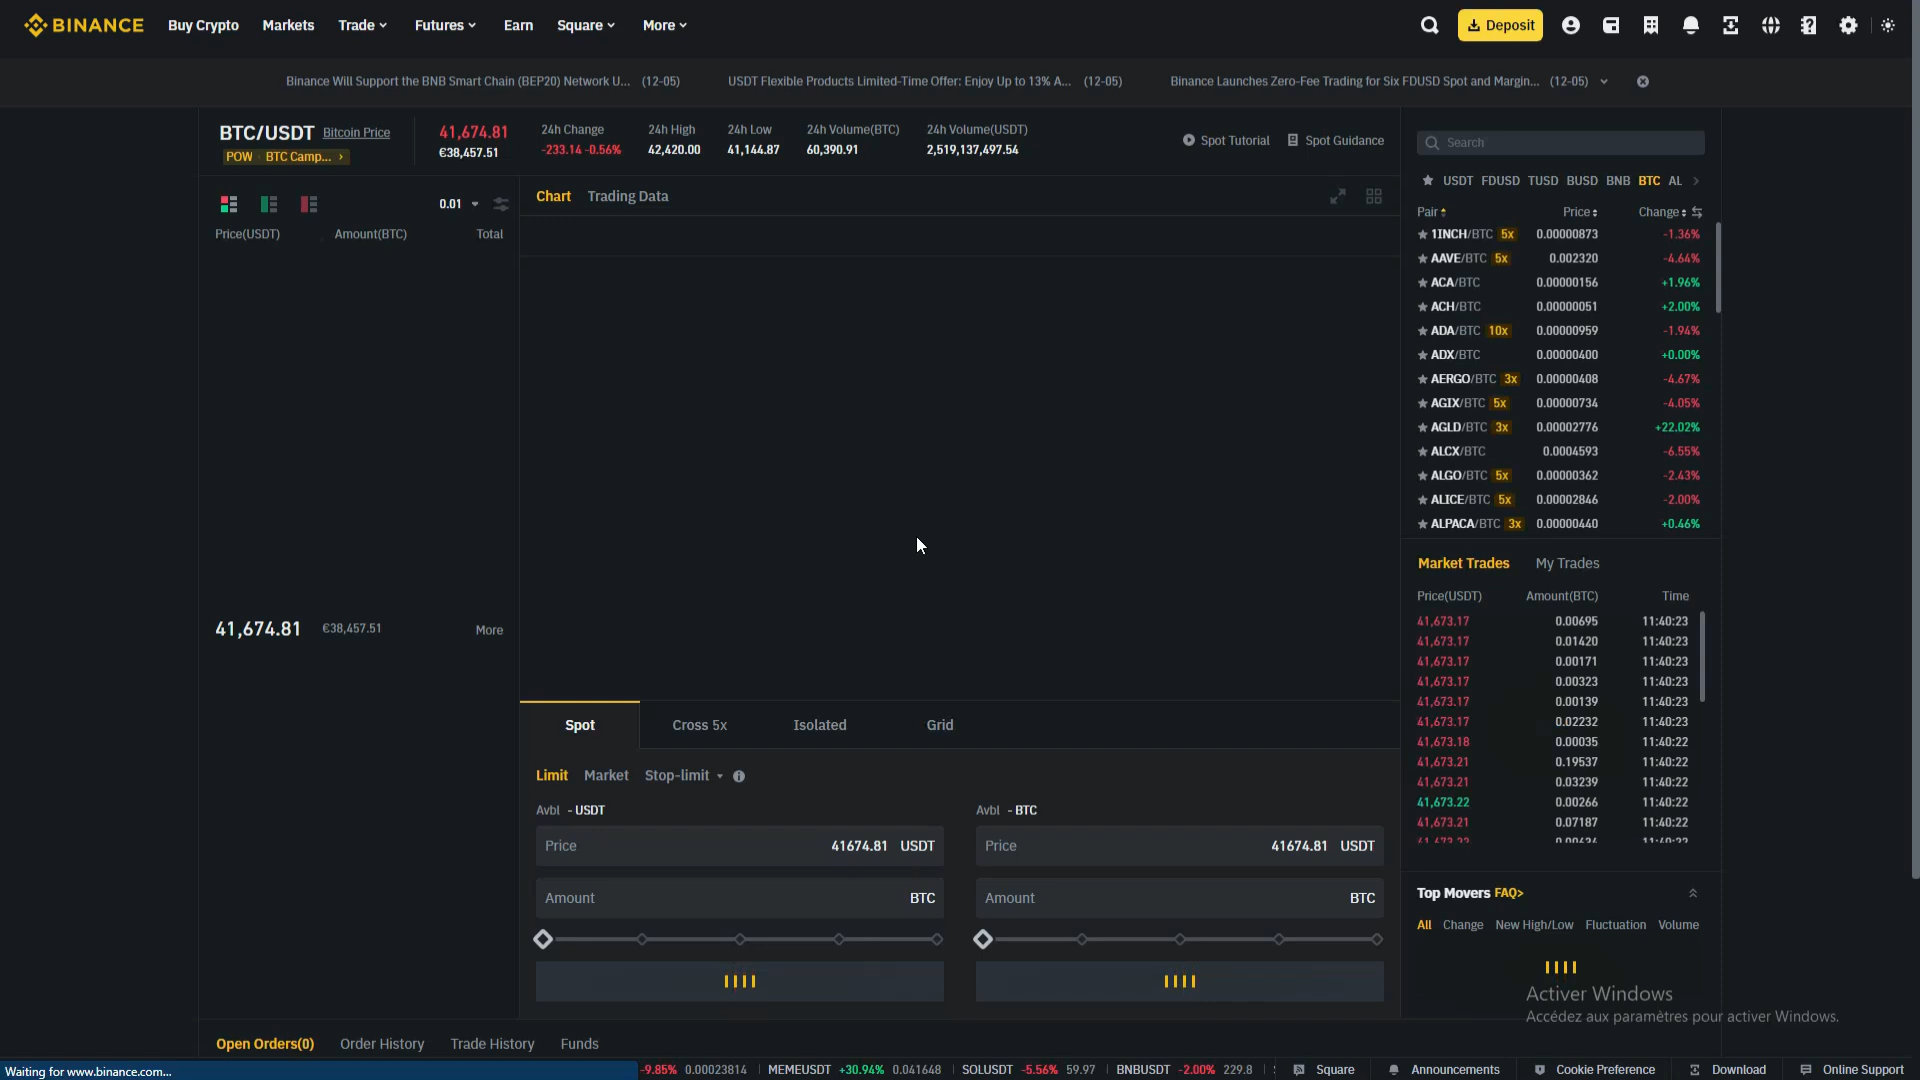 BINANCE Buy Crypto Markets Trade Futures Earn Square More Deposit
Binance Will Support the BNB Smart Chain (BEP20) Network U... (12-05) USDT Flexible Products Limited-Time Offer: Enjoy Up to 13% A... (12-05) Binance Launches Zero-Fee Trading for Six FDUSD Spot and Margin... (12-05)
BTC/USDT Bitcoin Price
POW · BTC Camp... ›
41,674.81
€38,457.51
24h Change
-233.14 -0.56%
24h High
42,420.00
24h Low
41,144.87
24h Volume(BTC)
60,390.91
24h Volume(USDT)
2,519,137,497.54
Spot Tutorial Spot Guidance
0.01
Price(USDT) Amount(BTC) Total
41,674.81 €38,457.51 More
Chart Trading Data
Spot Cross 5x Isolated Grid
Limit Market Stop-limit
Avbl - USDT
Price 41674.81 USDT
Amount BTC
Avbl - BTC
Price 41674.81 USDT
Amount BTC
Search
USDT FDUSD TUSD BUSD BNB BTC AL
Pair Price Change
1INCH/BTC 5x 0.00000873 -1.36%
AAVE/BTC 5x 0.002320 -4.64%
ACA/BTC 0.00000156 +1.96%
ACH/BTC 0.00000051 +2.00%
ADA/BTC 10x 0.00000959 -1.94%
ADX/BTC 0.00000400 +0.00%
AERGO/BTC 3x 0.00000408 -4.67%
AGIX/BTC 5x 0.00000734 -4.05%
AGLD/BTC 3x 0.00002776 +22.02%
ALCX/BTC 0.0004593 -6.55%
ALGO/BTC 5x 0.00000362 -2.43%
ALICE/BTC 5x 0.00002846 -2.00%
ALPACA/BTC 3x 0.00000440 +0.46%
Market Trades My Trades
Price(USDT) Amount(BTC) Time
41,673.17 0.00695 11:40:23
41,673.17 0.01420 11:40:23
41,673.17 0.00171 11:40:23
41,673.17 0.00323 11:40:23
41,673.17 0.00139 11:40:23
41,673.17 0.02232 11:40:23
41,673.18 0.00035 11:40:22
41,673.21 0.19537 11:40:22
41,673.21 0.03239 11:40:22
41,673.22 0.00266 11:40:22
41,673.21 0.07187 11:40:22
Top Movers FAQ>
All Change New High/Low Fluctuation Volume
Activer Windows
Accédez aux paramètres pour activer Windows.
Open Orders(0) Order History Trade History Funds
Waiting for www.binance.com...
-9.85% 0.00023814 MEMEUSDT +30.94% 0.041648 SOLUSDT -5.56% 59.97 BNBUSDT -2.00% 229.8 Square Announcements Cookie Preference Download Online Support